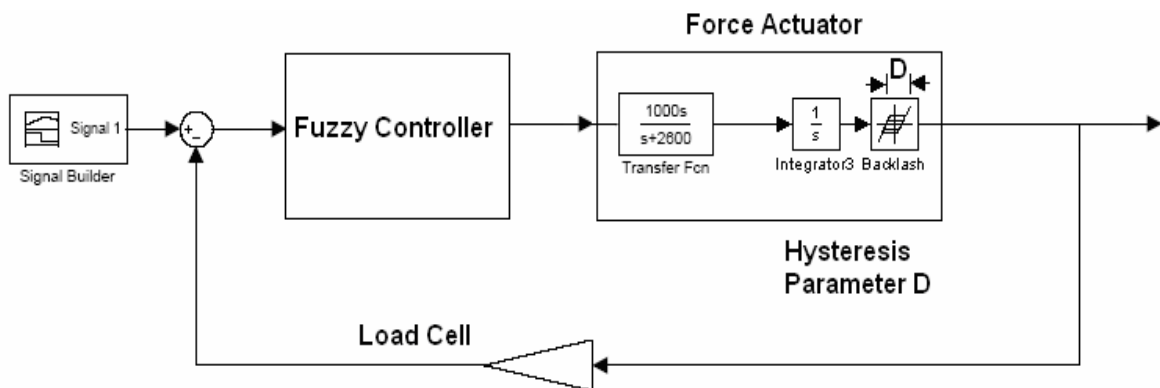 Force Actuator
D
Signal 1
Signal Builder
+
-
Fuzzy Controller
1000s
s+2600
Transfer Fcn
1
s
Integrator3
Backlash
Hysteresis
Parameter D
Load Cell